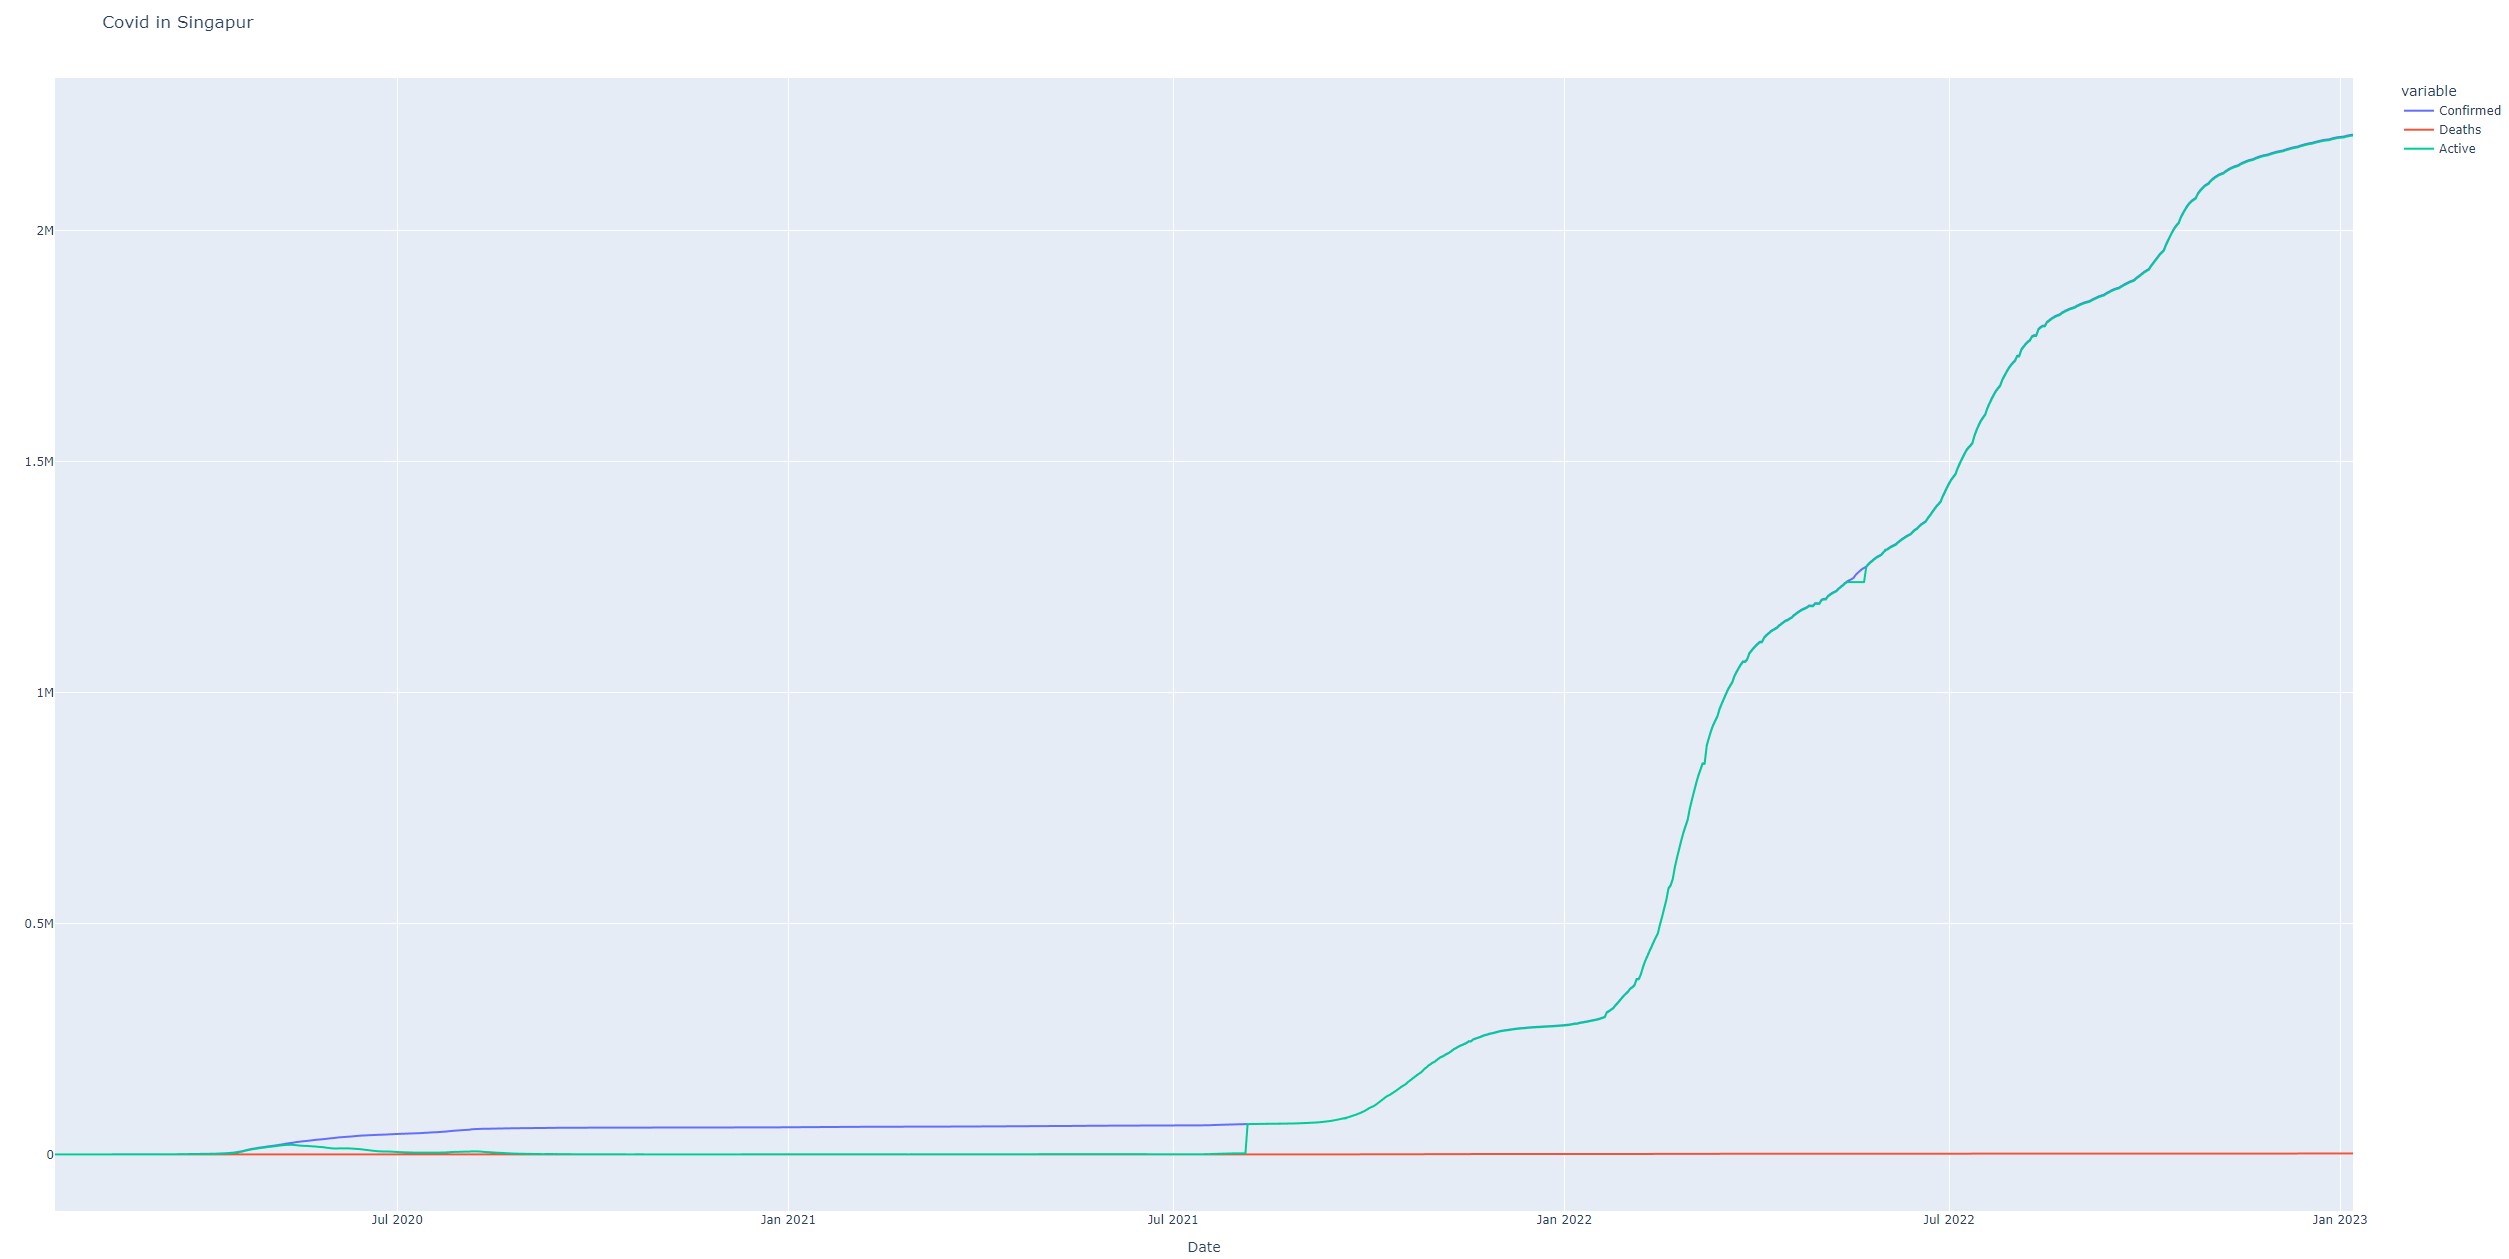 Covid in Singapur
variable
Confirmed
Deaths
Active
2M
1.5M
1M
0.5M
0
Jul 2020
Jan 2021
Jul 2021
Jan 2022
Jul 2022
Jan 2023
Date